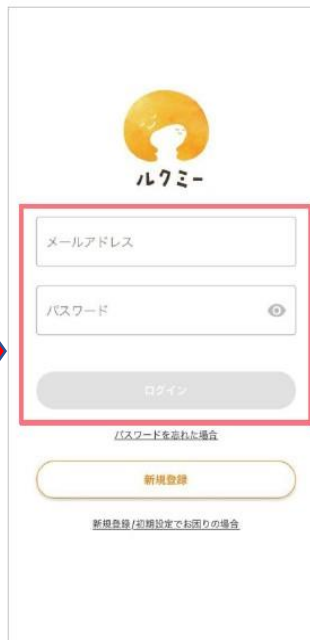 ルクミー
メールアドレス
パスワード
ログイン
パスワードを忘れた場合
新規登録
新規登録/初期設定でお困りの場合